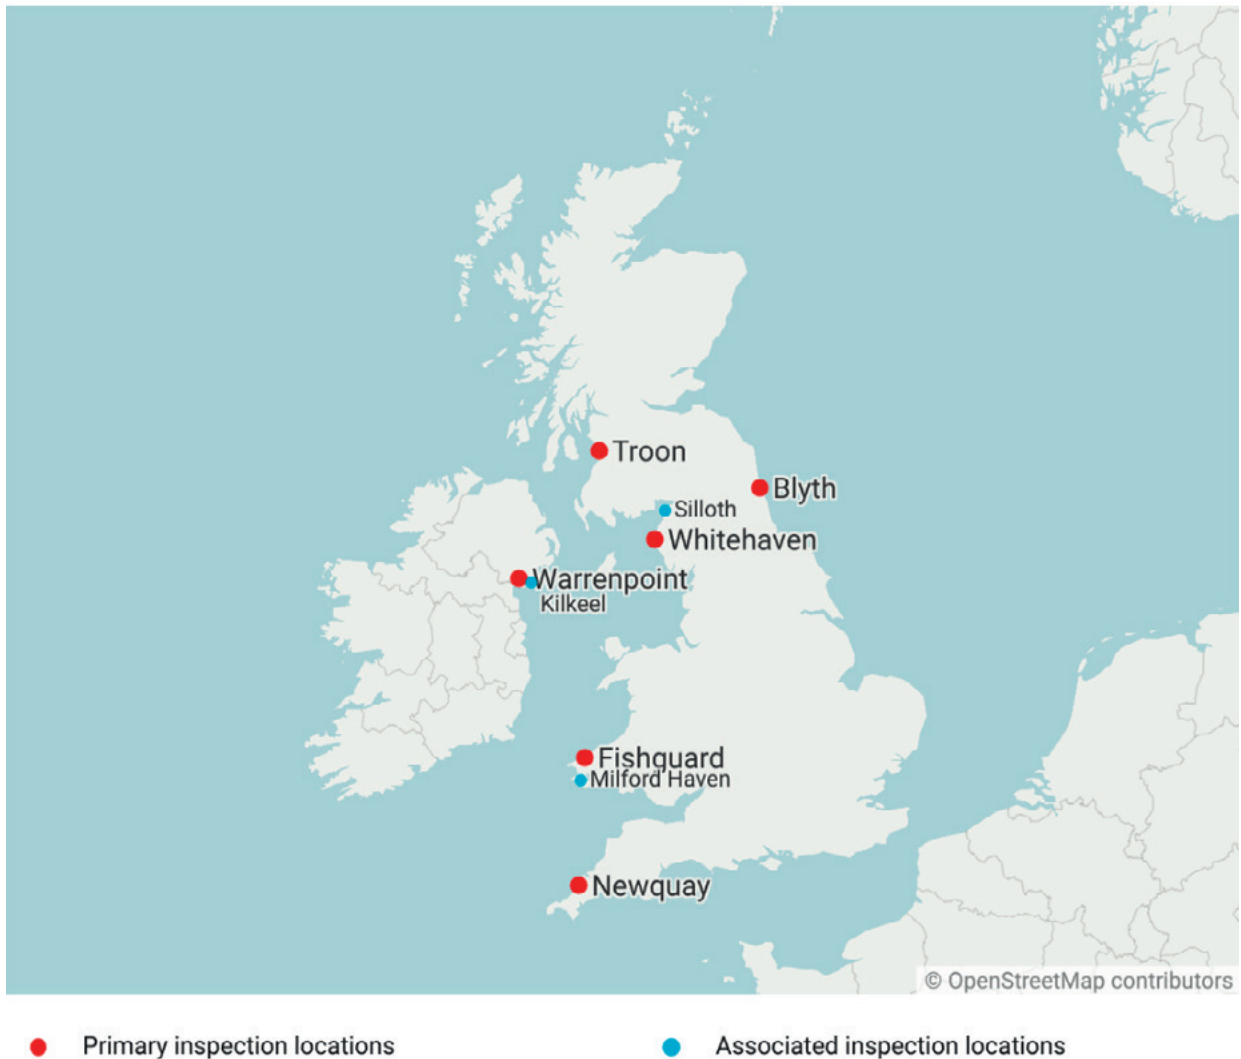 Troon
Blyth
Silloth
Whitehaven
Warrenpoint
Kilkeel
Fishguard
Milford Haven
Newquay
© OpenStreetMap contributors
Primary inspection locations
Associated inspection locations